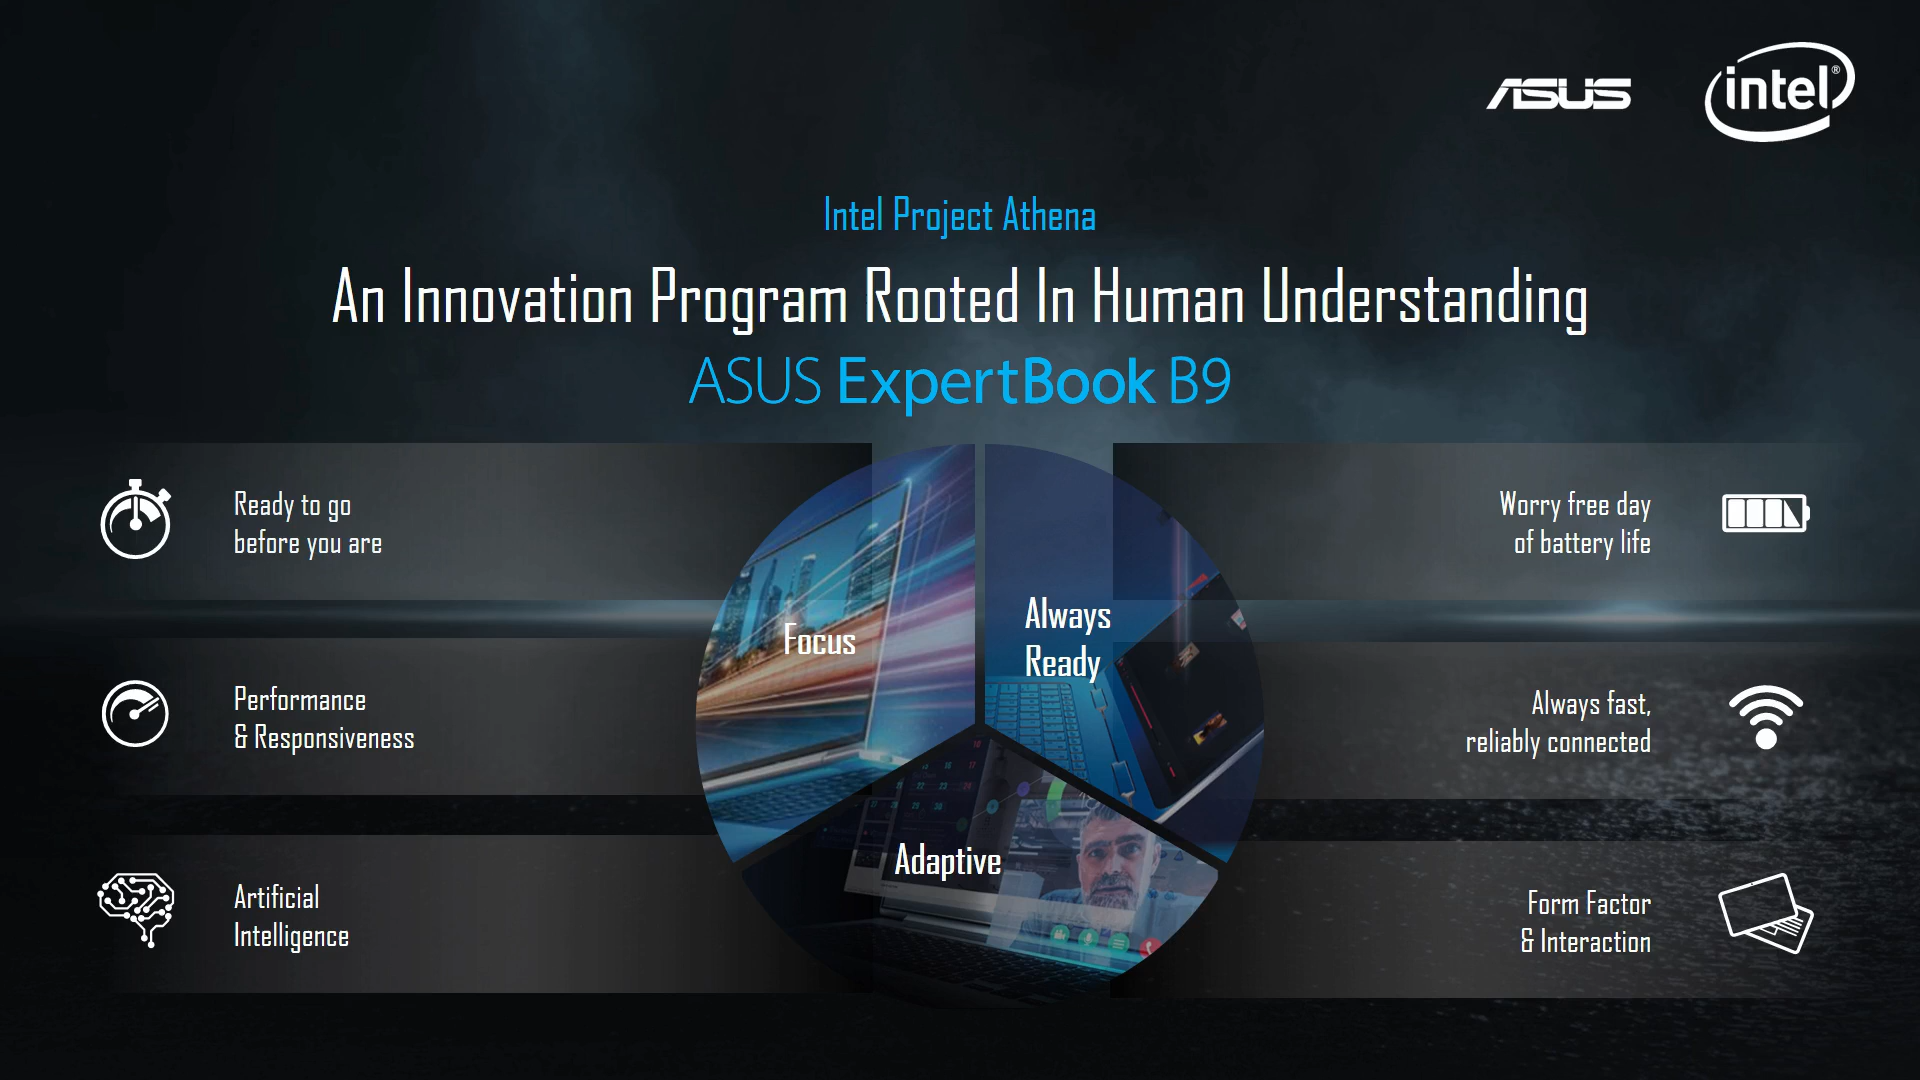 ASUS
intel®
Intel Project Athena
An Innovation Program Rooted In Human Understanding
ASUS ExpertBook B9
Ready to go
before you are
Performance
& Responsiveness
Artificial
Intelligence
Focus
Always
Ready
Adaptive
Worry free day
of battery life
Always fast,
reliably connected
Form Factor
& Interaction